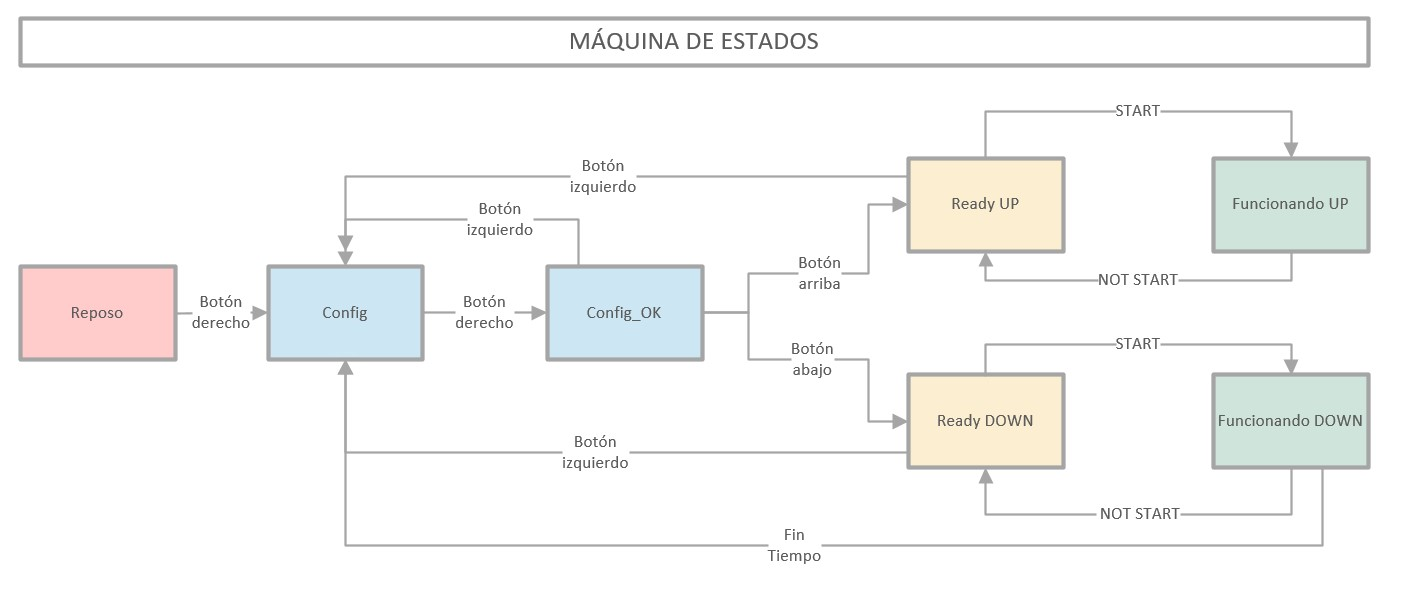 MÁQUINA DE ESTADOS
START
Botón
izquierdo
Ready UP
Funcionando UP
Botón
izquierdo
Botón
arriba
NOT START
Reposo
Botón
derecho
Config
Botón
derecho
Config_OK
START
Botón
abajo
Ready DOWN
Funcionando DOWN
Botón
izquierdo
NOT START
Fin
Tiempo